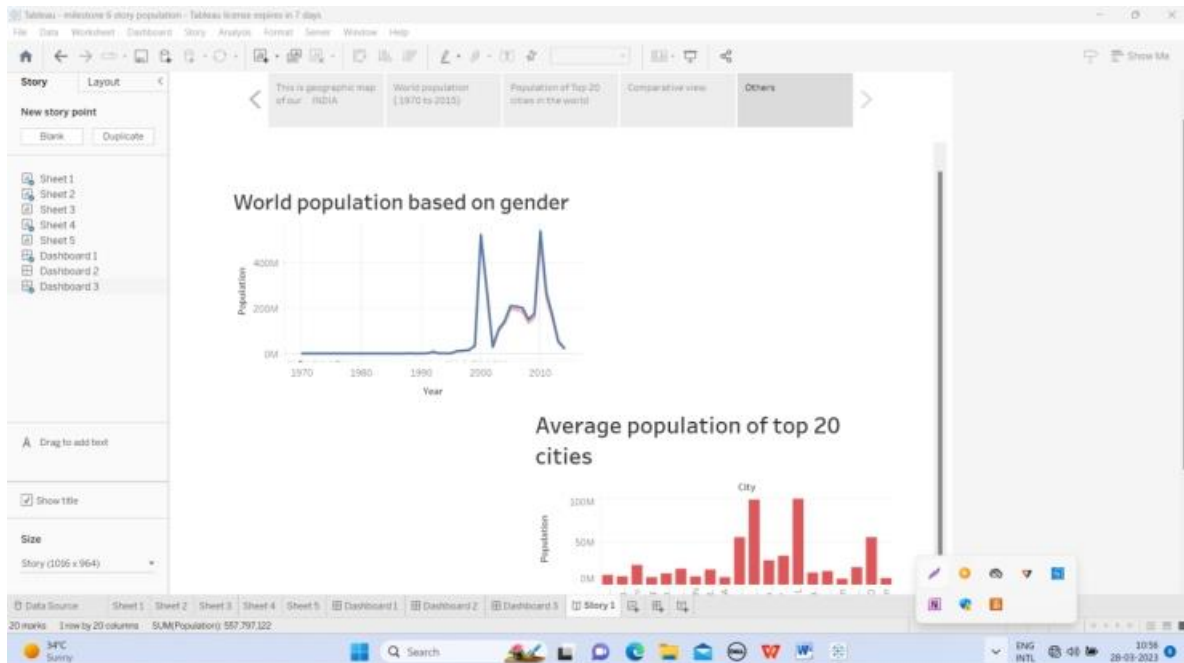 Tableau - milestone 6 story population - Tableau license expires in 7 days
File Data Worksheet Dashboard Story Analysis Format Server Window Help
Show Me
Story Layout
New story point
Blank Duplicate
This is geographic map
of our INDIA
World population
(1970 to 2015)
Population of Top 20
cities in the world
Comparative view
Others
Sheet 1
Sheet 2
Sheet 3
Sheet 4
Sheet 5
Dashboard 1
Dashboard 2
Dashboard 3
A Drag to add text
Show title
Size
Story (1016 x 964)
World population based on gender
400M
200M
0M
Population
1970 1980 1990 2000 2010
Year
Average population of top 20
cities
City
100M
50M
0M
Population
Data Source Sheet 1 Sheet 2 Sheet 3 Sheet 4 Sheet 5 Dashboard 1 Dashboard 2 Dashboard 3 Story 1
20 marks 1 row by 20 columns SUM(Population): 557,797,122
34°C
Sunny
Search
DELL
W
W
N
ENG
INTL
10:56
28-03-2023